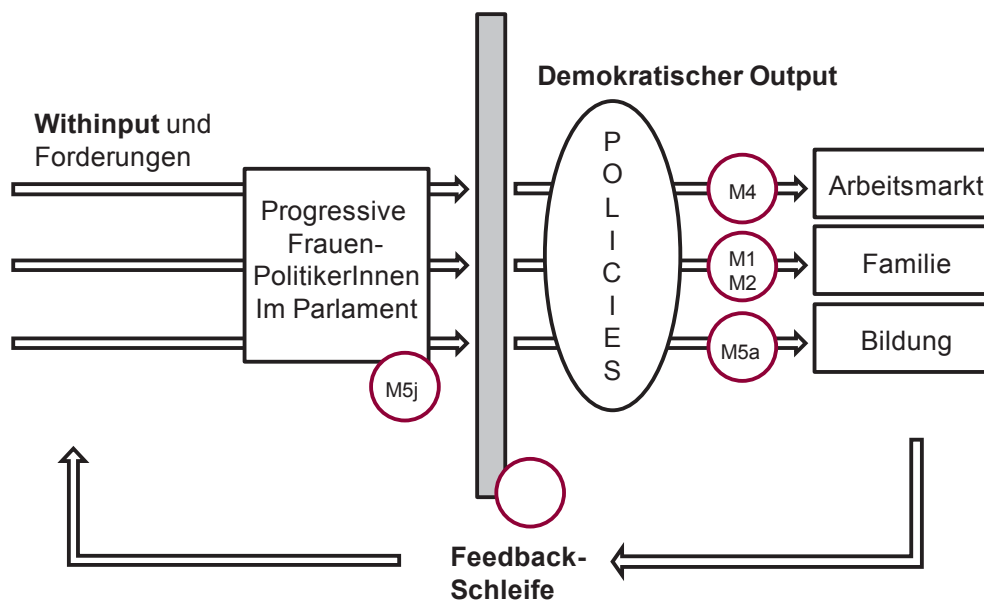 Demokratischer Output
Withinput und
Forderungen
Progressive
Frauen-
PolitikerInnen
Im Parlament
M5j
P
O
L
I
C
I
E
S
M4
Arbeitsmarkt
M1
M2
Familie
M5a
Bildung
Feedback-
Schleife